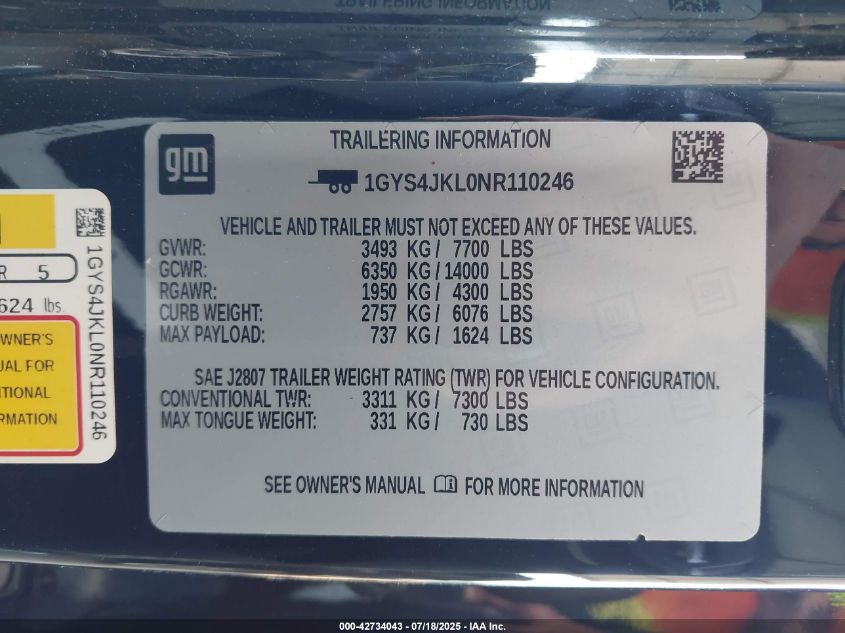 TRAILERING INFORMATION
gm
TRAILERING INFORMATION
1GYS4JKL0NR110246
VEHICLE AND TRAILER MUST NOT EXCEED ANY OF THESE VALUES.
GVWR: 3493 KG / 7700 LBS
GCWR: 6350 KG / 14000 LBS
RGAWR: 1950 KG / 4300 LBS
CURB WEIGHT: 2757 KG / 6076 LBS
MAX PAYLOAD: 737 KG / 1624 LBS
SAE J2807 TRAILER WEIGHT RATING (TWR) FOR VEHICLE CONFIGURATION.
CONVENTIONAL TWR: 3311 KG / 7300 LBS
MAX TONGUE WEIGHT: 331 KG / 730 LBS
SEE OWNER'S MANUAL FOR MORE INFORMATION
R 5
624 lbs
WNER'S
UAL FOR
TIONAL
RMATION
1GYS4JKL0NR110246
000-42734043 - 07/18/2025 - IAA Inc.